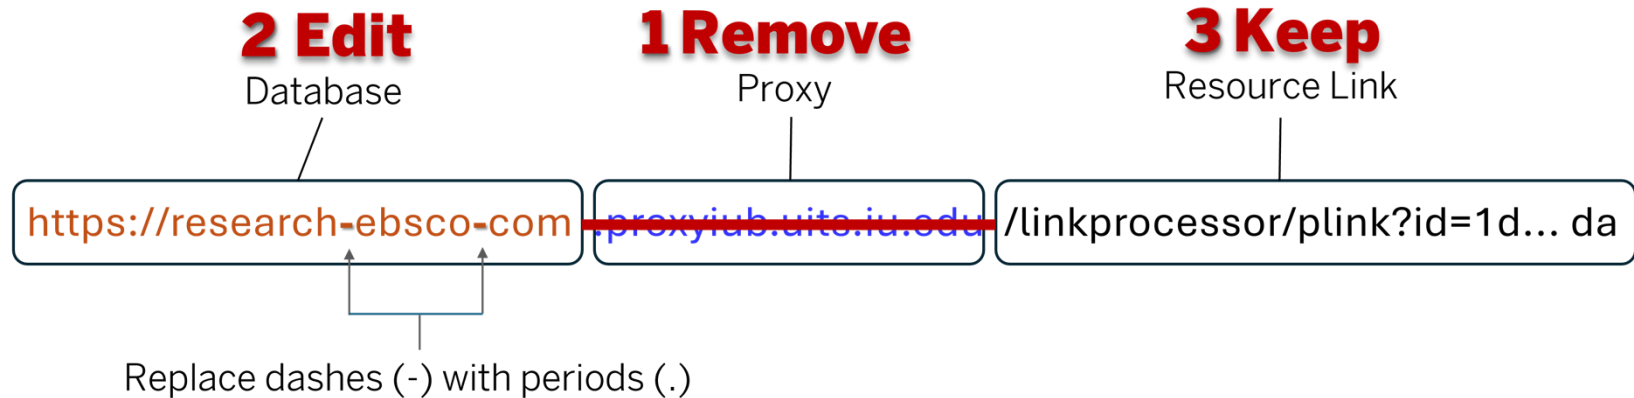 2 Edit
1 Remove
3 Keep
Database
Proxy
Resource Link
https://research-ebsco-com
.proxyiub.uits.iu.edu
/linkprocessor/plink?id=1d... da
Replace dashes (-) with periods (.)